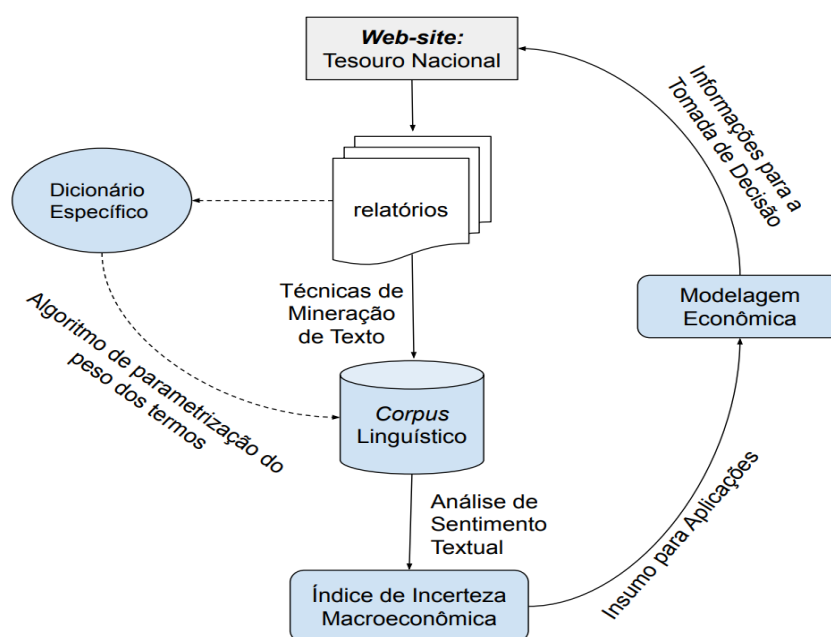 Web-site:
Tesouro Nacional
Informações para a
Tomada de Decisão
Dicionário
Específico
relatórios
Técnicas de
Mineração
de Texto
Modelagem
Econômica
Algoritmo de parametrização do
peso dos termos
Corpus
Linguístico
Análise de
Sentimento
Textual
Insumo para Aplicações
Índice de Incerteza
Macroeconômica